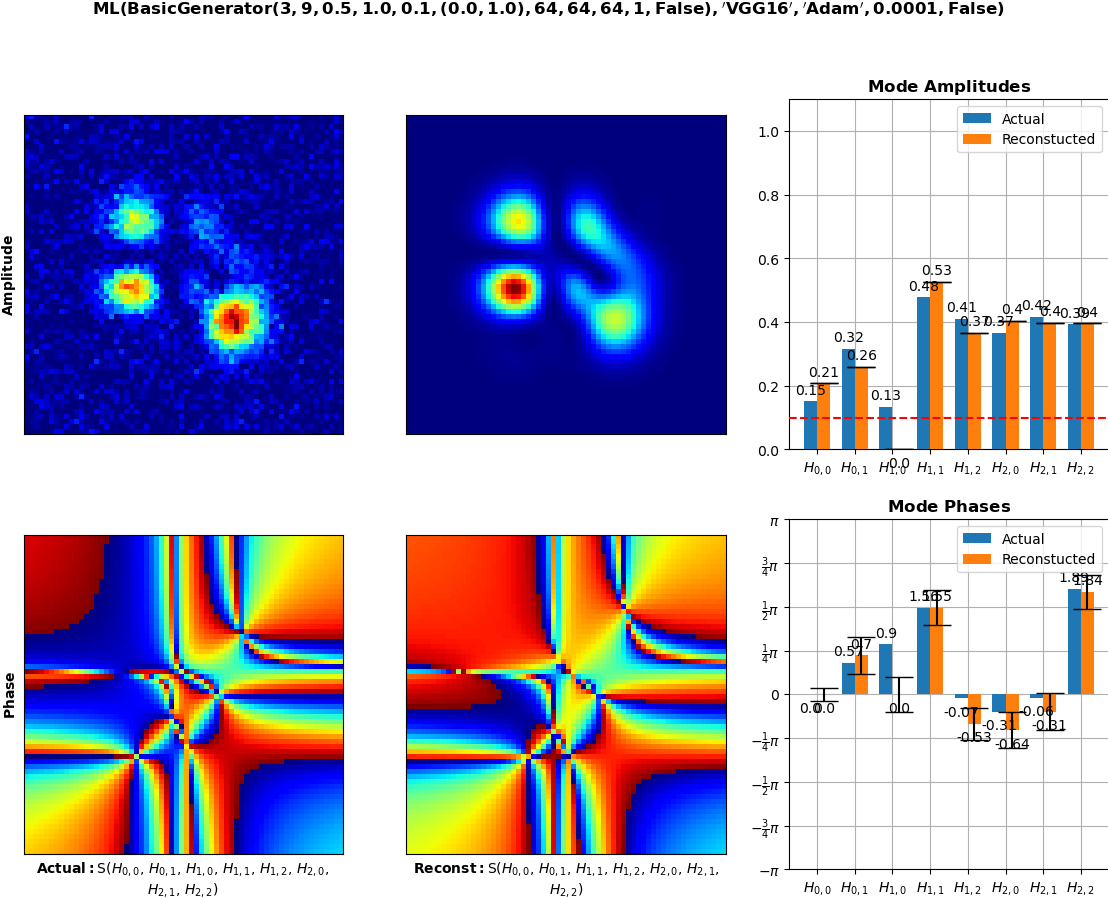 ML(BasicGenerator(3, 9, 0.5, 1.0, 0.1, (0.0, 1.0), 64, 64, 64, 1, False), ′VGG16′, ′Adam′, 0.0001, False)
Amplitude
Mode Amplitudes
Actual
Reconstucted
1.0
0.8
0.6
0.4
0.2
0.0
0.15
0.21
0.32
0.26
0.13
0.0
0.48
0.53
0.41
0.37
0.37
0.4
0.42
0.4
0.39
0.4
H0,0 H0,1 H1,0 H1,1 H1,2 H2,0 H2,1 H2,2
Phase
Actual: S(H0,0, H0,1, H1,0, H1,1, H1,2, H2,0,
H2,1, H2,2)
Reconst: S(H0,0, H0,1, H1,1, H1,2, H2,0, H2,1,
H2,2)
Mode Phases
Actual
Reconstucted
π
3/4π
1/2π
1/4π
0
−1/4π
−1/2π
−3/4π
−π
0.0
0.0
0.57
0.7
0.9
0.0
1.55
-0.07
-0.53
-0.31
-0.64
-0.06
-0.31
1.84
H0,0 H0,1 H1,0 H1,1 H1,2 H2,0 H2,1 H2,2